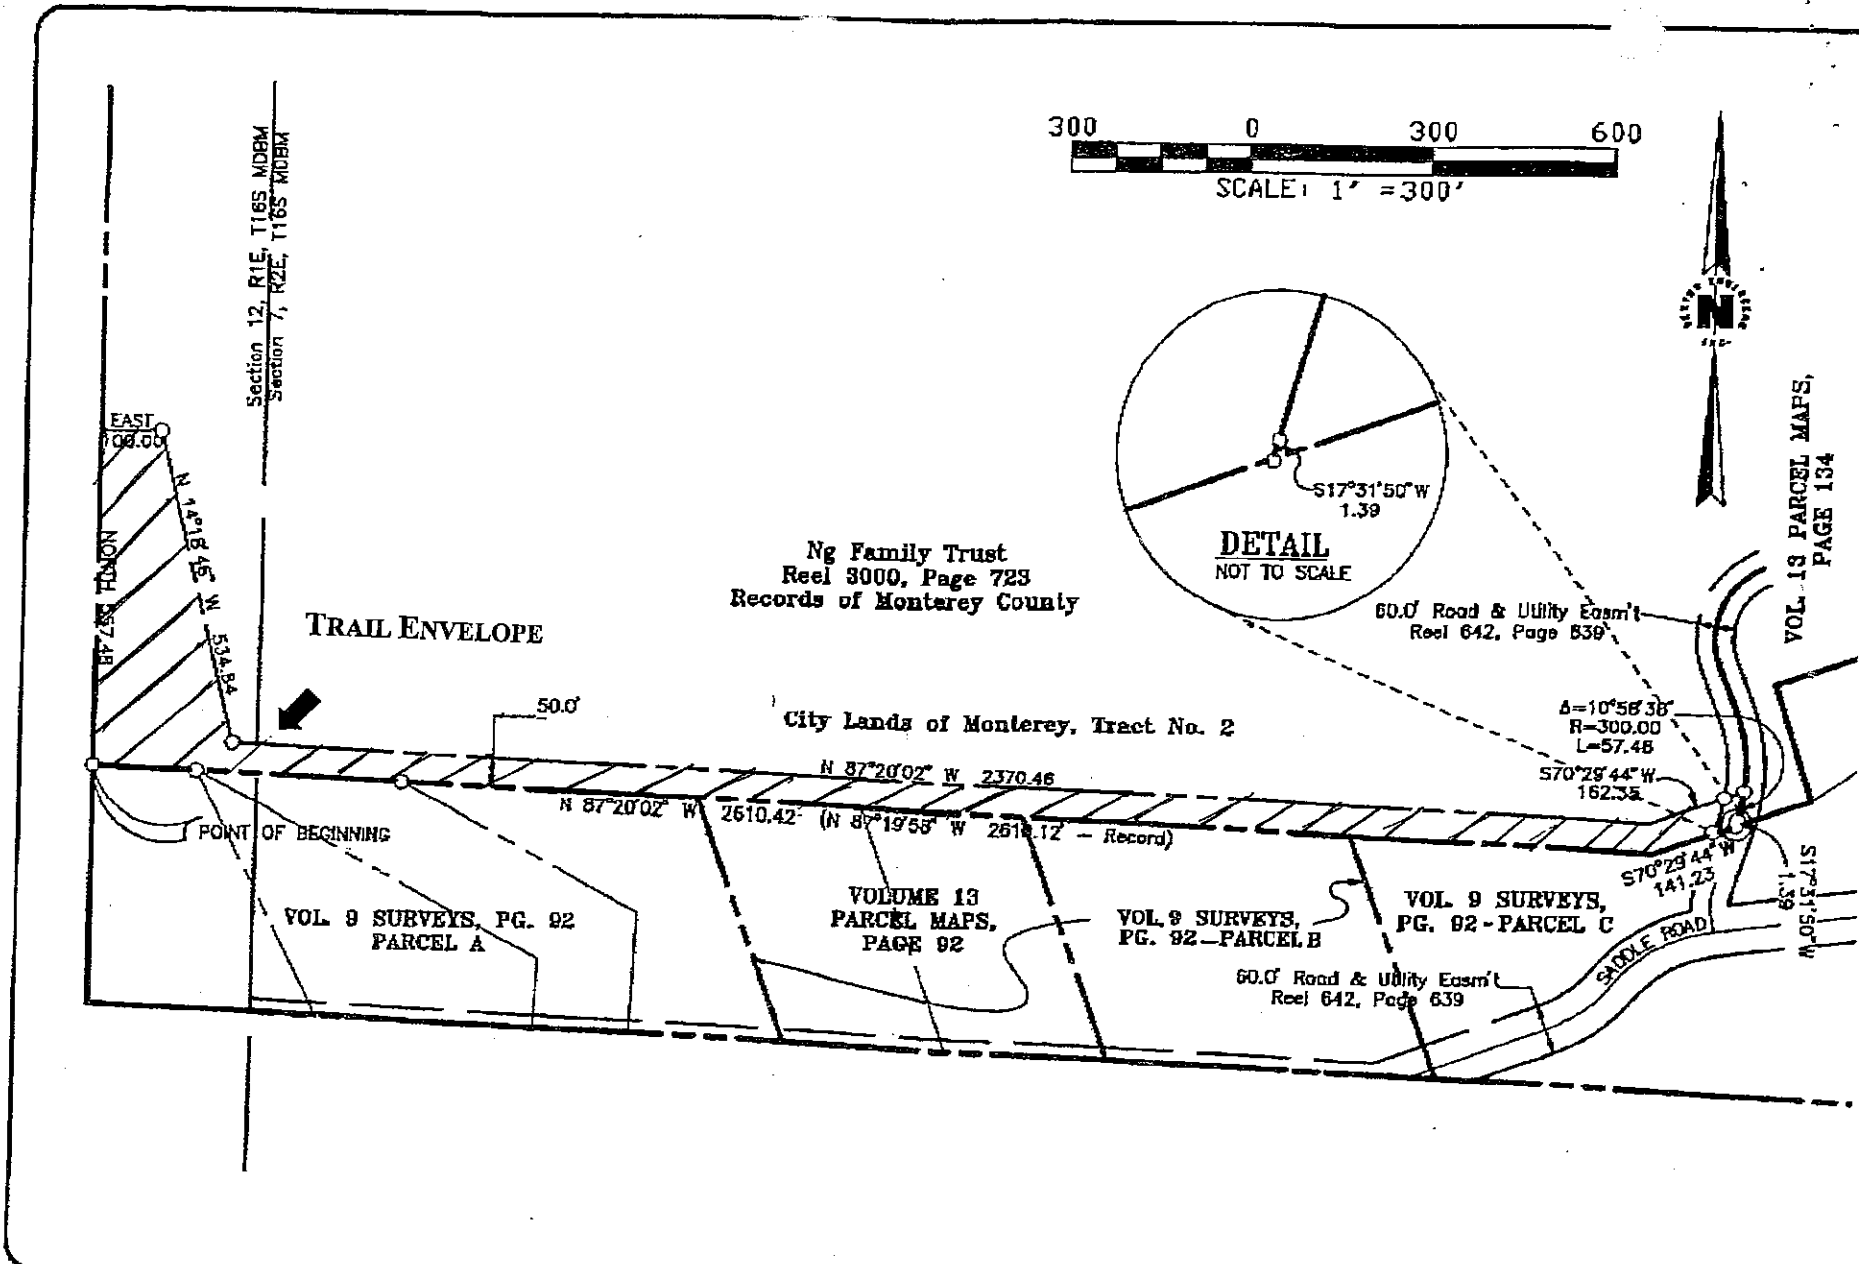 300 0 300 600
SCALE: 1" =300'
Section 12, R1E, T16S MDBM
Section 7, R2E, T16S MDBM
N
EAST
100.00
N 14°18'45" W 534.84
TRAIL ENVELOPE
Ng Family Trust
Reel 3000, Page 723
Records of Monterey County
S17°31'50"W
1.39
DETAIL
NOT TO SCALE
VOL. 13 PARCEL MAPS,
PAGE 134
60.0' Road & Utility Easm't
Reel 642, Page 639
50.0'
City Lands of Monterey, Tract No. 2
Δ=10°58'38"
R=300.00
L=57.48
S70°29'44"W
162.35
N 87°20'02" W 2370.46
N 87°20'02" W 2610.42' (N 87°19'58" W 2610.12' - Record)
POINT OF BEGINNING
S70°29'44" W
141.23
S17°31'50"W
1.39
VOL. 9 SURVEYS, PG. 92
PARCEL A
VOLUME 13
PARCEL MAPS,
PAGE 92
VOL 9 SURVEYS,
PG. 92-PARCEL B
VOL. 9 SURVEYS,
PG. 92-PARCEL C
SADDLE ROAD
60.0' Road & Utility Easm't
Reel 642, Page 639